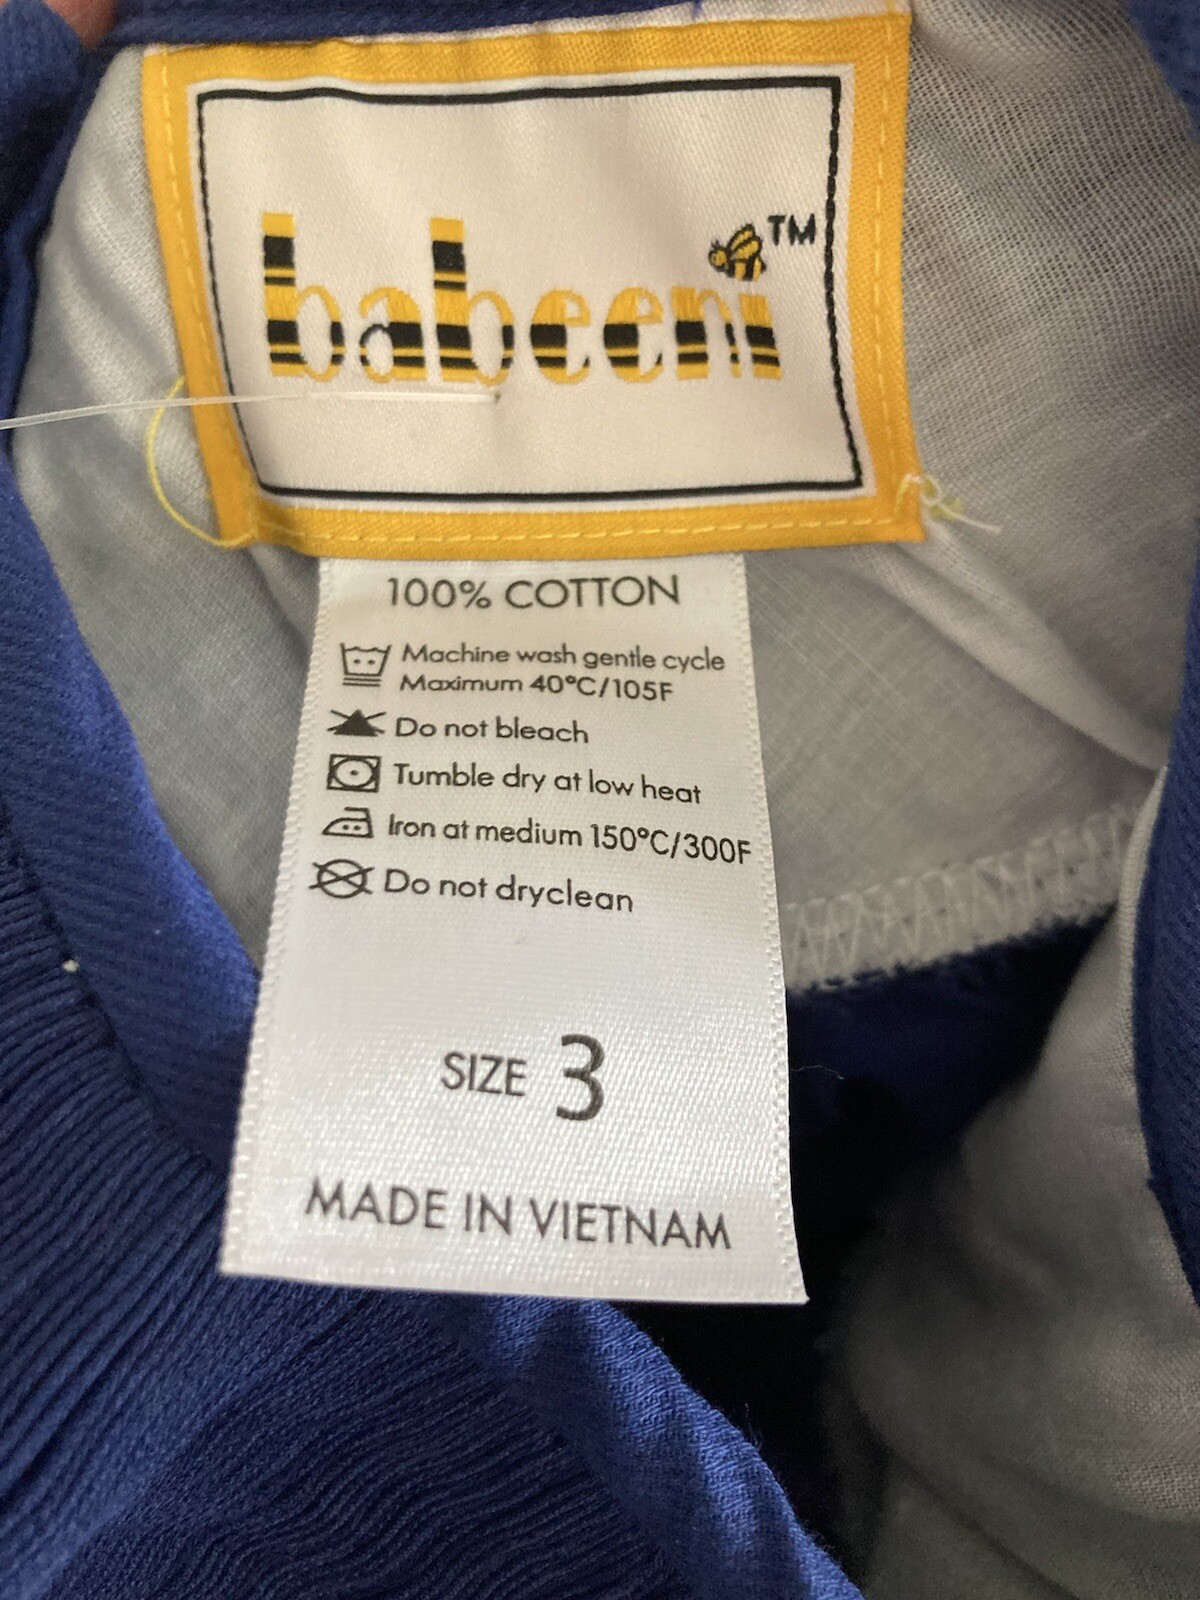 babeeni TM
100% COTTON
Machine wash gentle cycle
Maximum 40°C/105F
Do not bleach
Tumble dry at low heat
Iron at medium 150°C/300F
Do not dryclean
SIZE 3
MADE IN VIETNAM